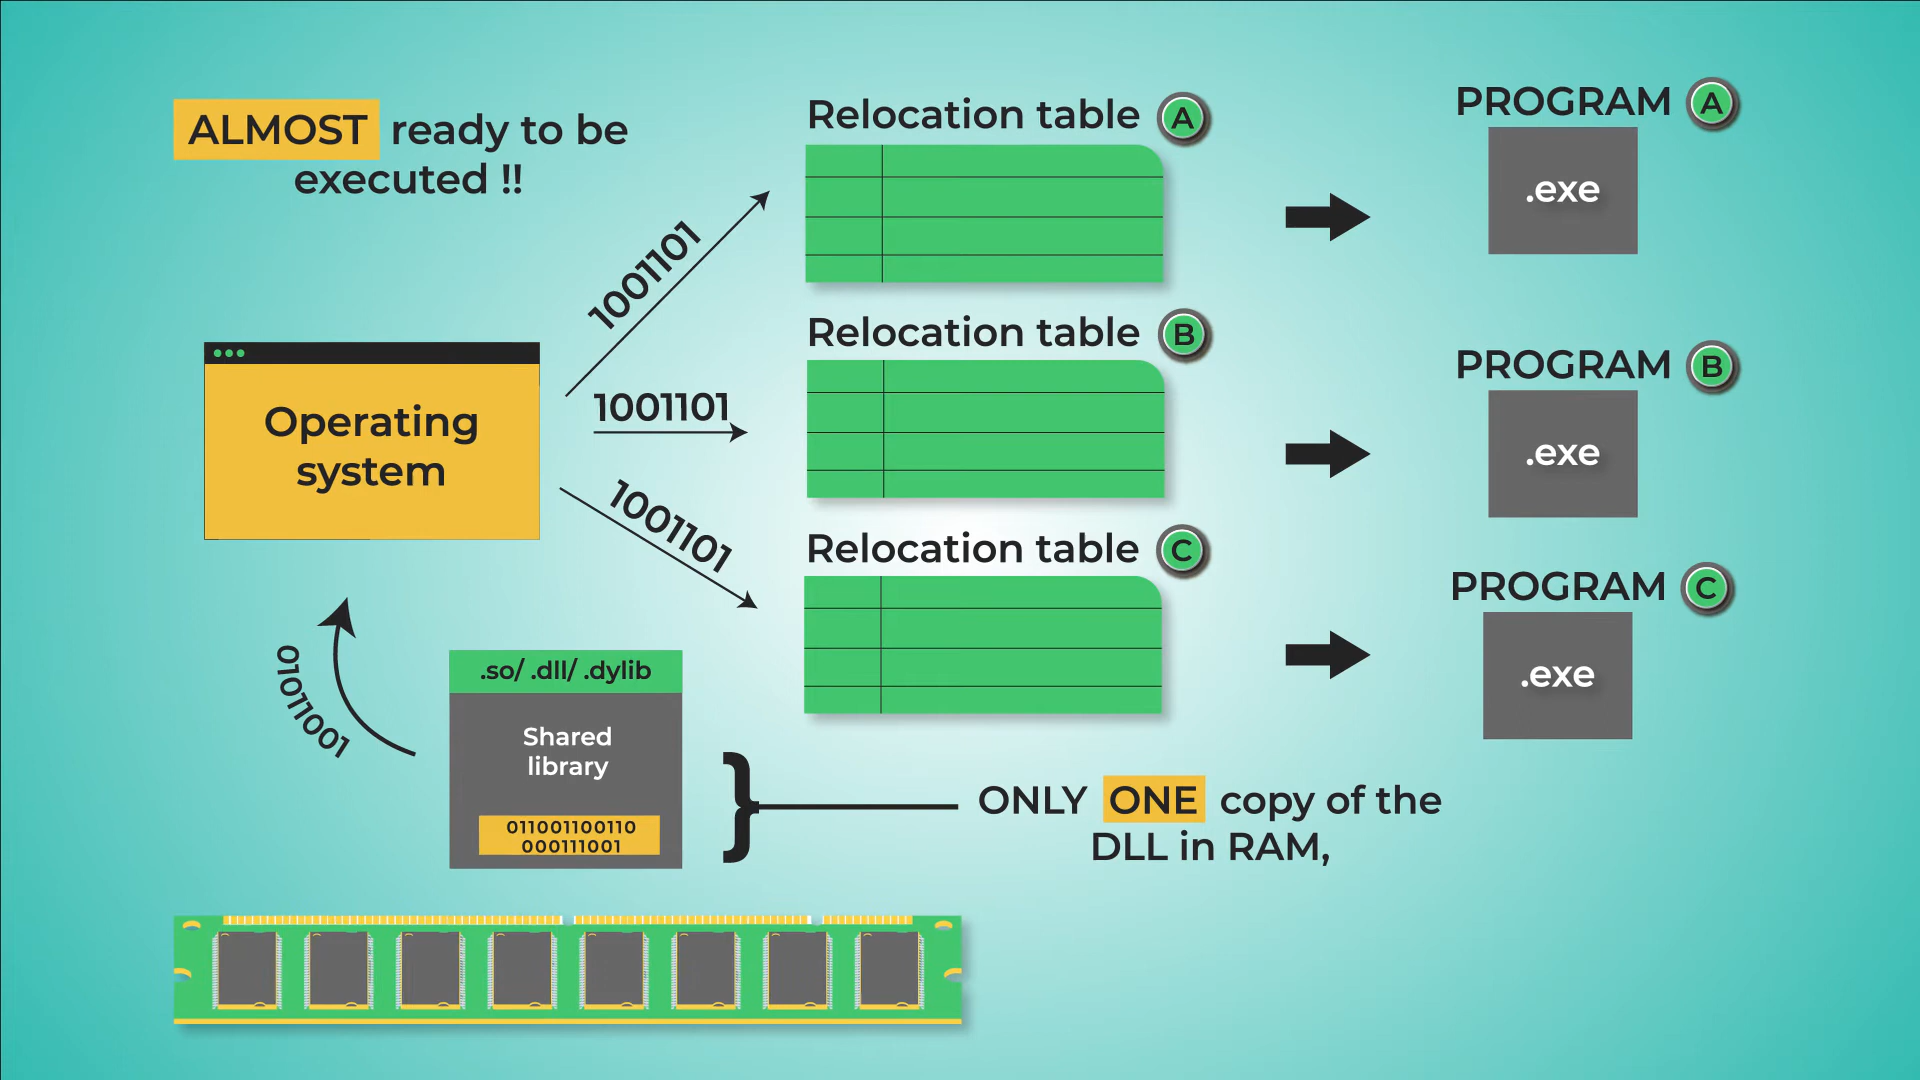 ALMOST ready to be
executed !!
Relocation table A
PROGRAM A
.exe
1001101
Relocation table B
PROGRAM B
.exe
1001101
Operating
system
Relocation table C
PROGRAM C
.exe
1001101
01011001
.so/ .dll/ .dylib
Shared
library
011001100110
000111001
ONLY ONE copy of the
DLL in RAM,